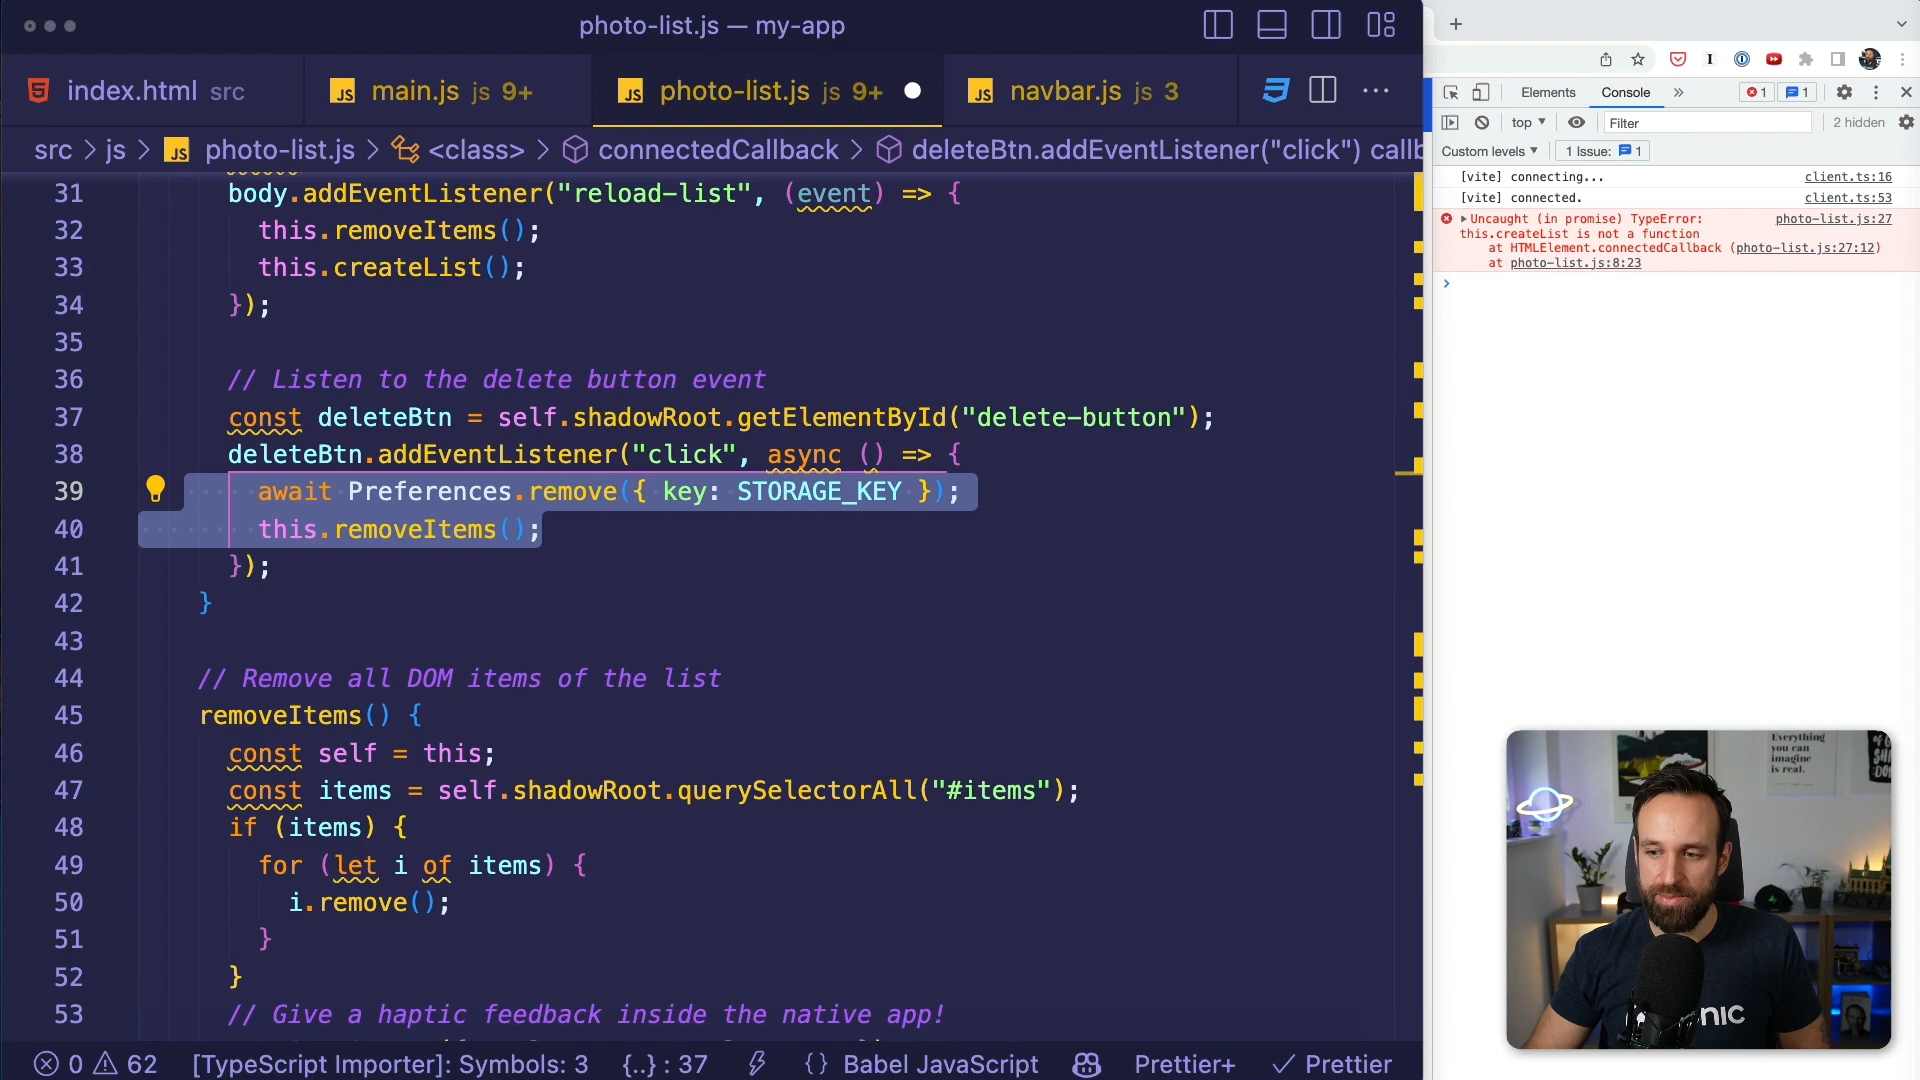 photo-list.js — my-app
index.html src
JS main.js js 9+
JS photo-list.js js 9+
JS navbar.js js 3
src > js > JS photo-list.js > <class> > connectedCallback > deleteBtn.addEventListener("click") callb
31 body.addEventListener("reload-list", (event) => {
32 this.removeItems();
33 this.createList();
34 });
35
36 // Listen to the delete button event
37 const deleteBtn = self.shadowRoot.getElementById("delete-button");
38 deleteBtn.addEventListener("click", async () => {
39 await Preferences.remove({ key: STORAGE_KEY });
40 this.removeItems();
41 });
42 }
43
44 // Remove all DOM items of the list
45 removeItems() {
46 const self = this;
47 const items = self.shadowRoot.querySelectorAll("#items");
48 if (items) {
49 for (let i of items) {
50 i.remove();
51 }
52 }
53 // Give a haptic feedback inside the native app!
0 62 [TypeScript Importer]: Symbols: 3 {..} : 37 {} Babel JavaScript Prettier+ ✓ Prettier
Elements Console » 1 1
top Filter 2 hidden
Custom levels 1 Issue: 1
[vite] connecting... client.ts:16
[vite] connected. client.ts:53
Uncaught (in promise) TypeError: photo-list.js:27
this.createList is not a function
at HTMLElement.connectedCallback (photo-list.js:27:12)
at photo-list.js:8:23
Everything
you can
imagine
is real.
nic